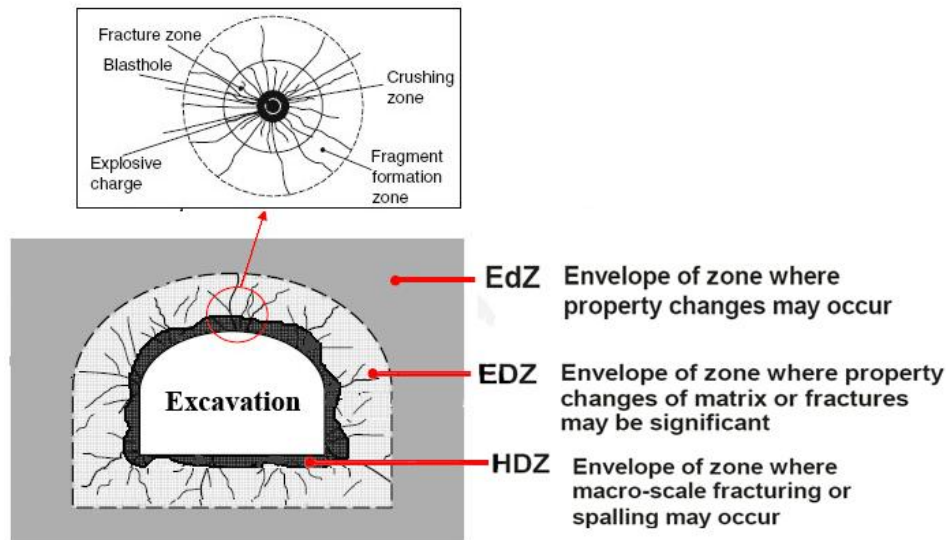 Fracture zone
Blasthole
Crushing
zone
Explosive
charge
Fragment
formation
zone
EdZ Envelope of zone where
property changes may occur
EDZ Envelope of zone where property
changes of matrix or fractures
may be significant
Excavation
HDZ Envelope of zone where
macro-scale fracturing or
spalling may occur